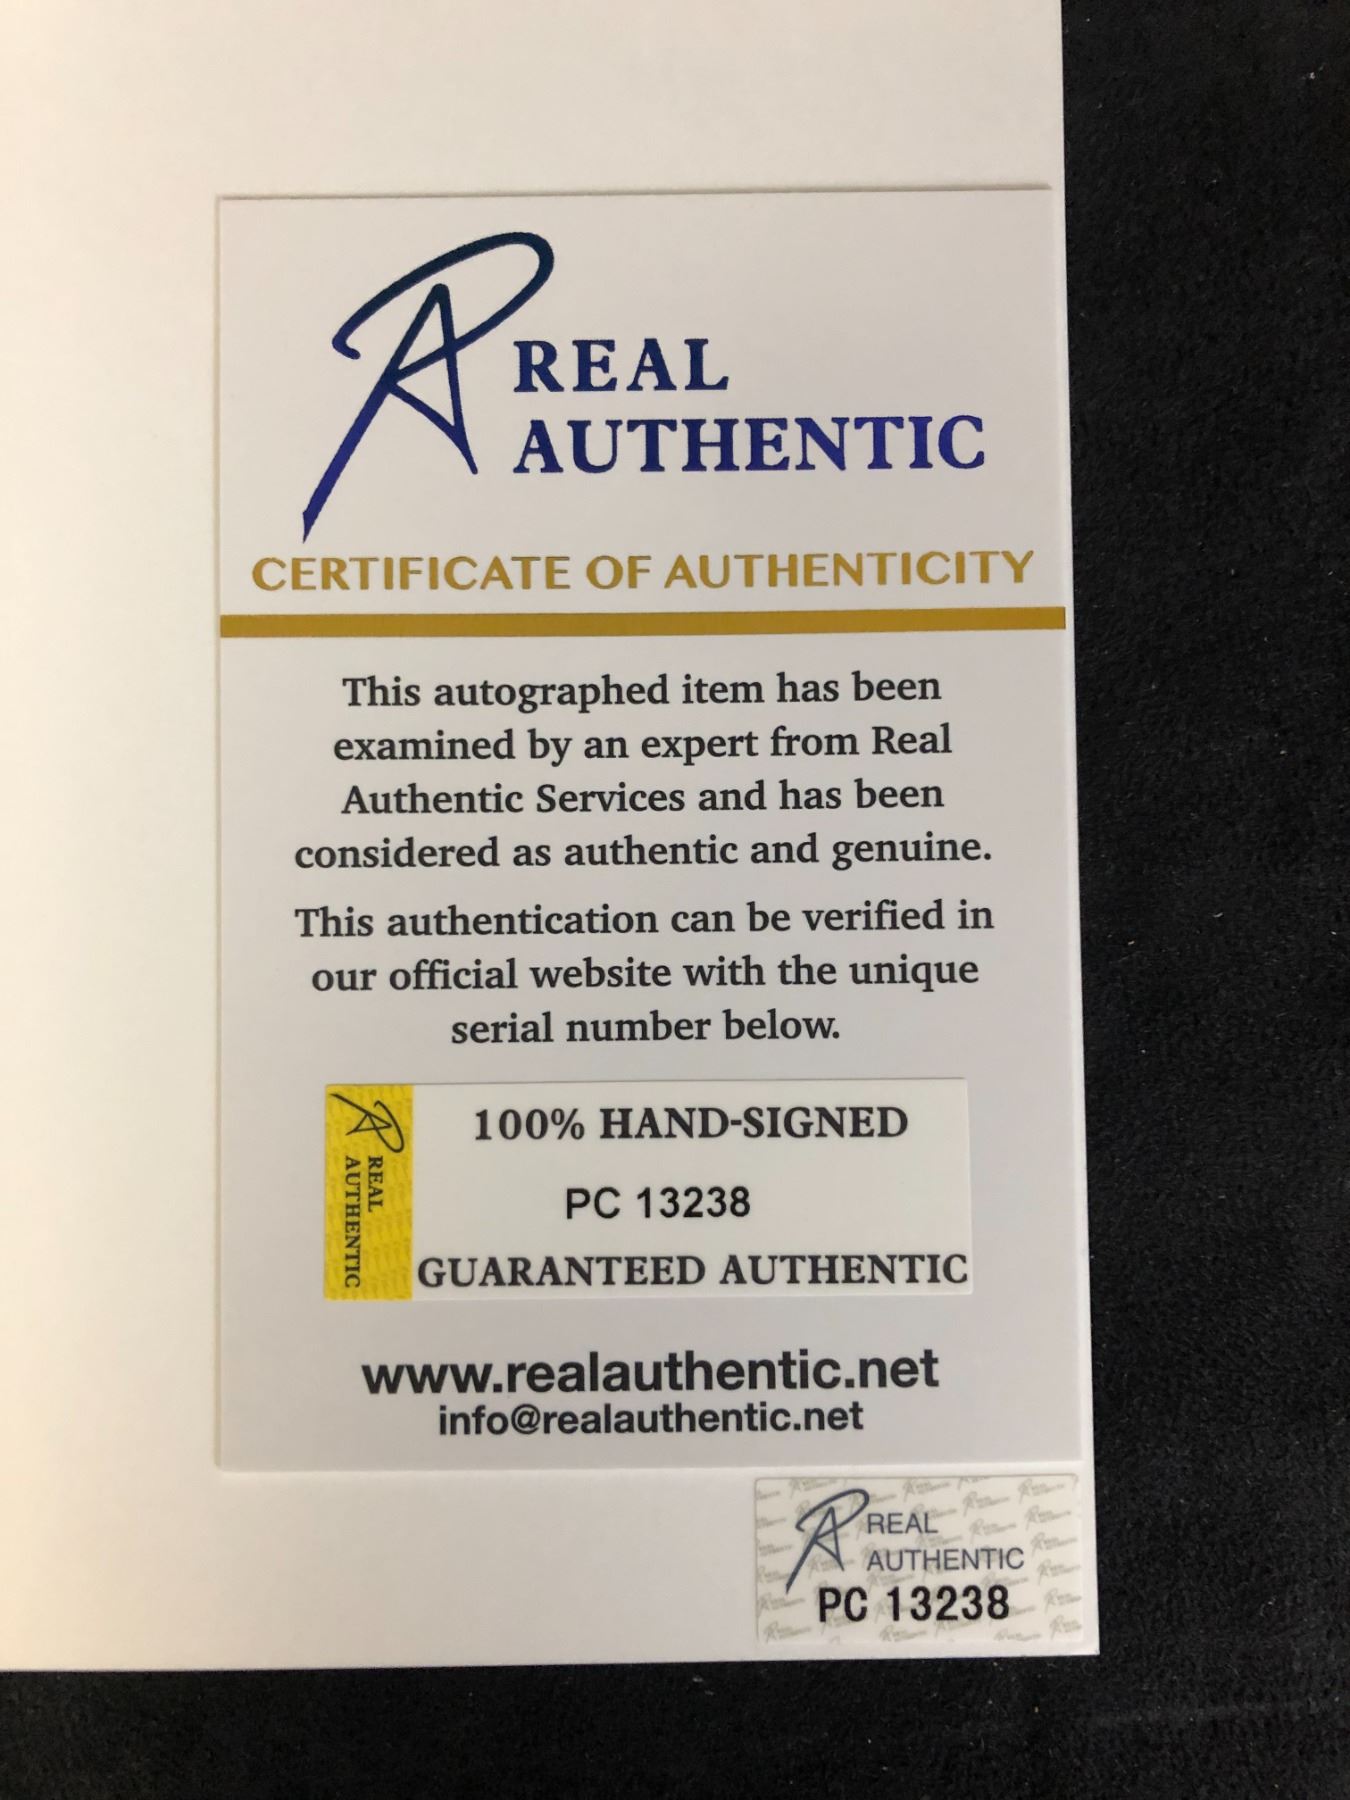 REAL
AUTHENTIC
CERTIFICATE OF AUTHENTICITY
This autographed item has been
examined by an expert from Real
Authentic Services and has been
considered as authentic and genuine.
This authentication can be verified in
our official website with the unique
serial number below.
REAL
AUTHENTIC
100% HAND-SIGNED
PC 13238
GUARANTEED AUTHENTIC
www.realauthentic.net
info@realauthentic.net
REAL
AUTHENTIC
PC 13238